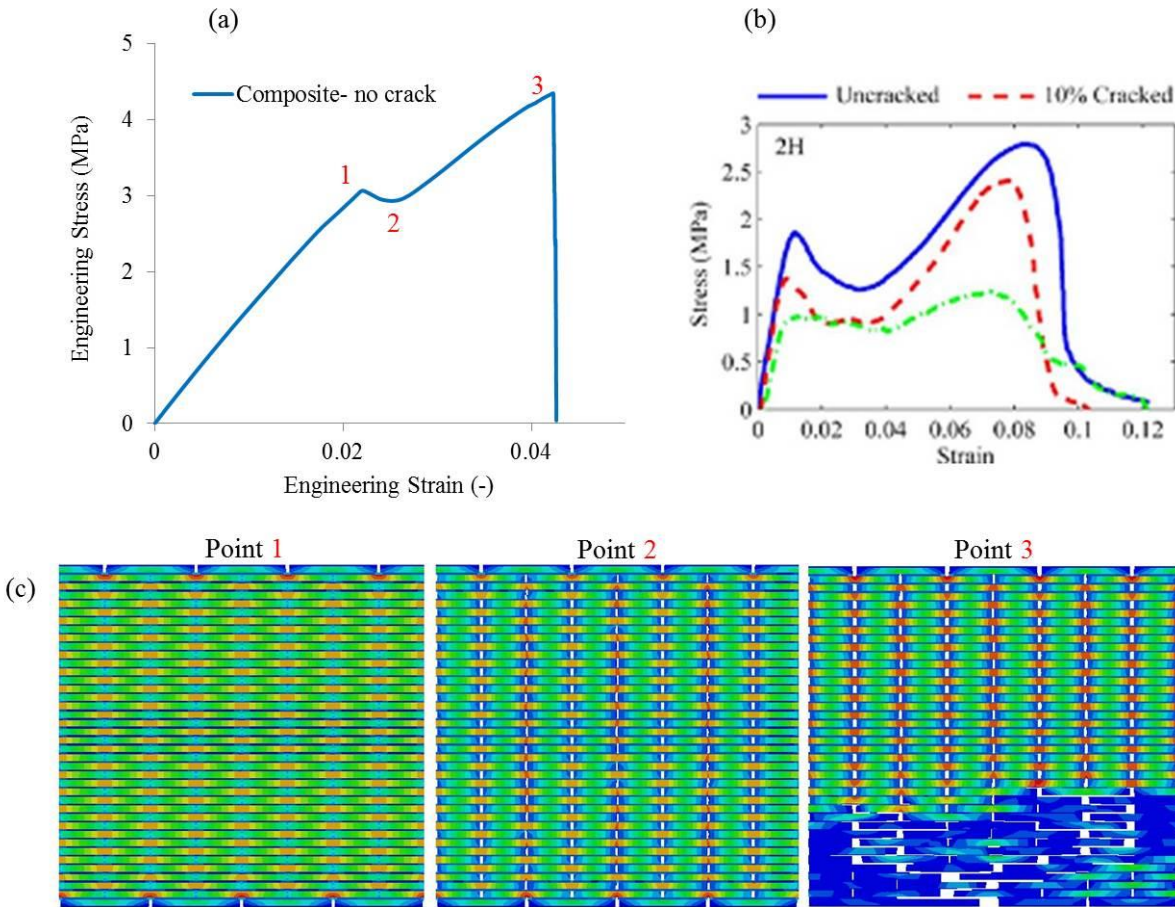 (a)
5
4
3
2
1
0
0
0.02
0.04
Engineering Stress (MPa)
Engineering Strain (-)
Composite- no crack
1
2
3
(b)
Uncracked 10% Cracked
2H
3
2.5
2
1.5
1
0.5
0
0 0.02 0.04 0.06 0.08 0.1 0.12
Stress (MPa)
Strain
(c)
Point 1
Point 2
Point 3